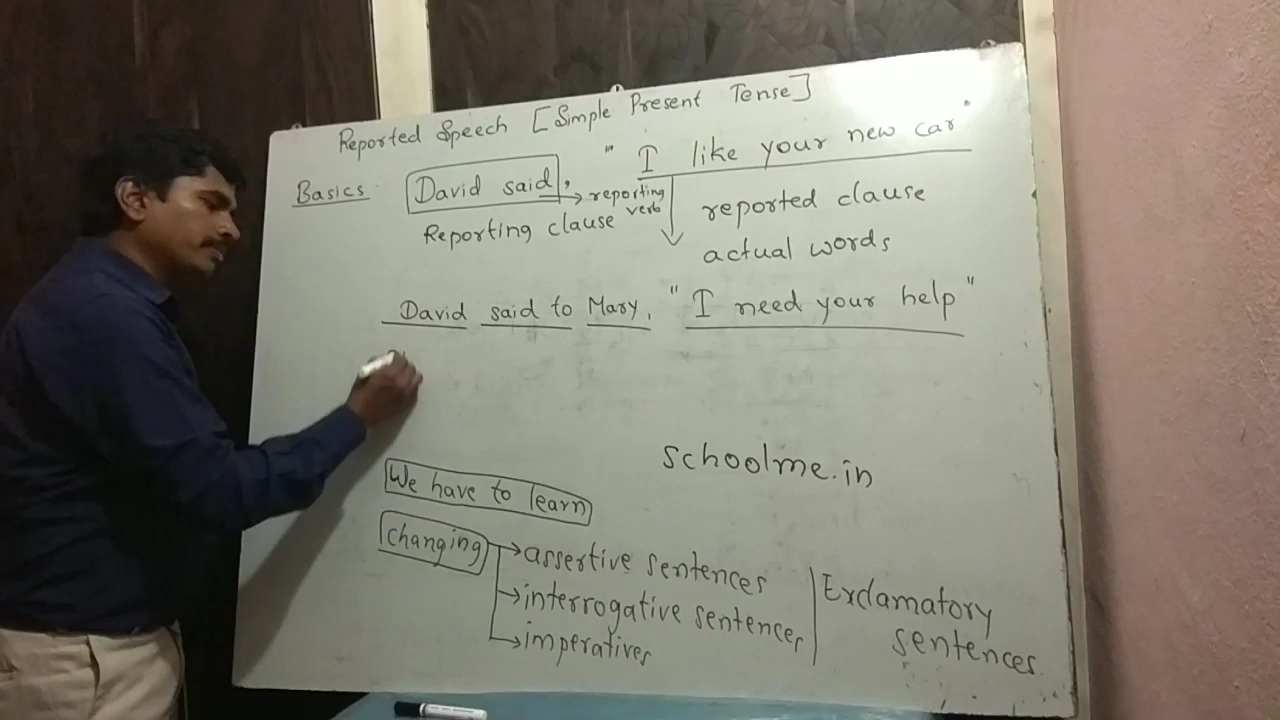 Reported Speech [Simple Present Tense]
Basics David said, " I like your new car "
→ reporting verb
Reporting clause
reported clause
actual words
David said to Mary, "I need your help"
schoolme.in
We have to learn
Changing → assertive sentences
→ interrogative sentences
→ imperatives
Exclamatory
sentences